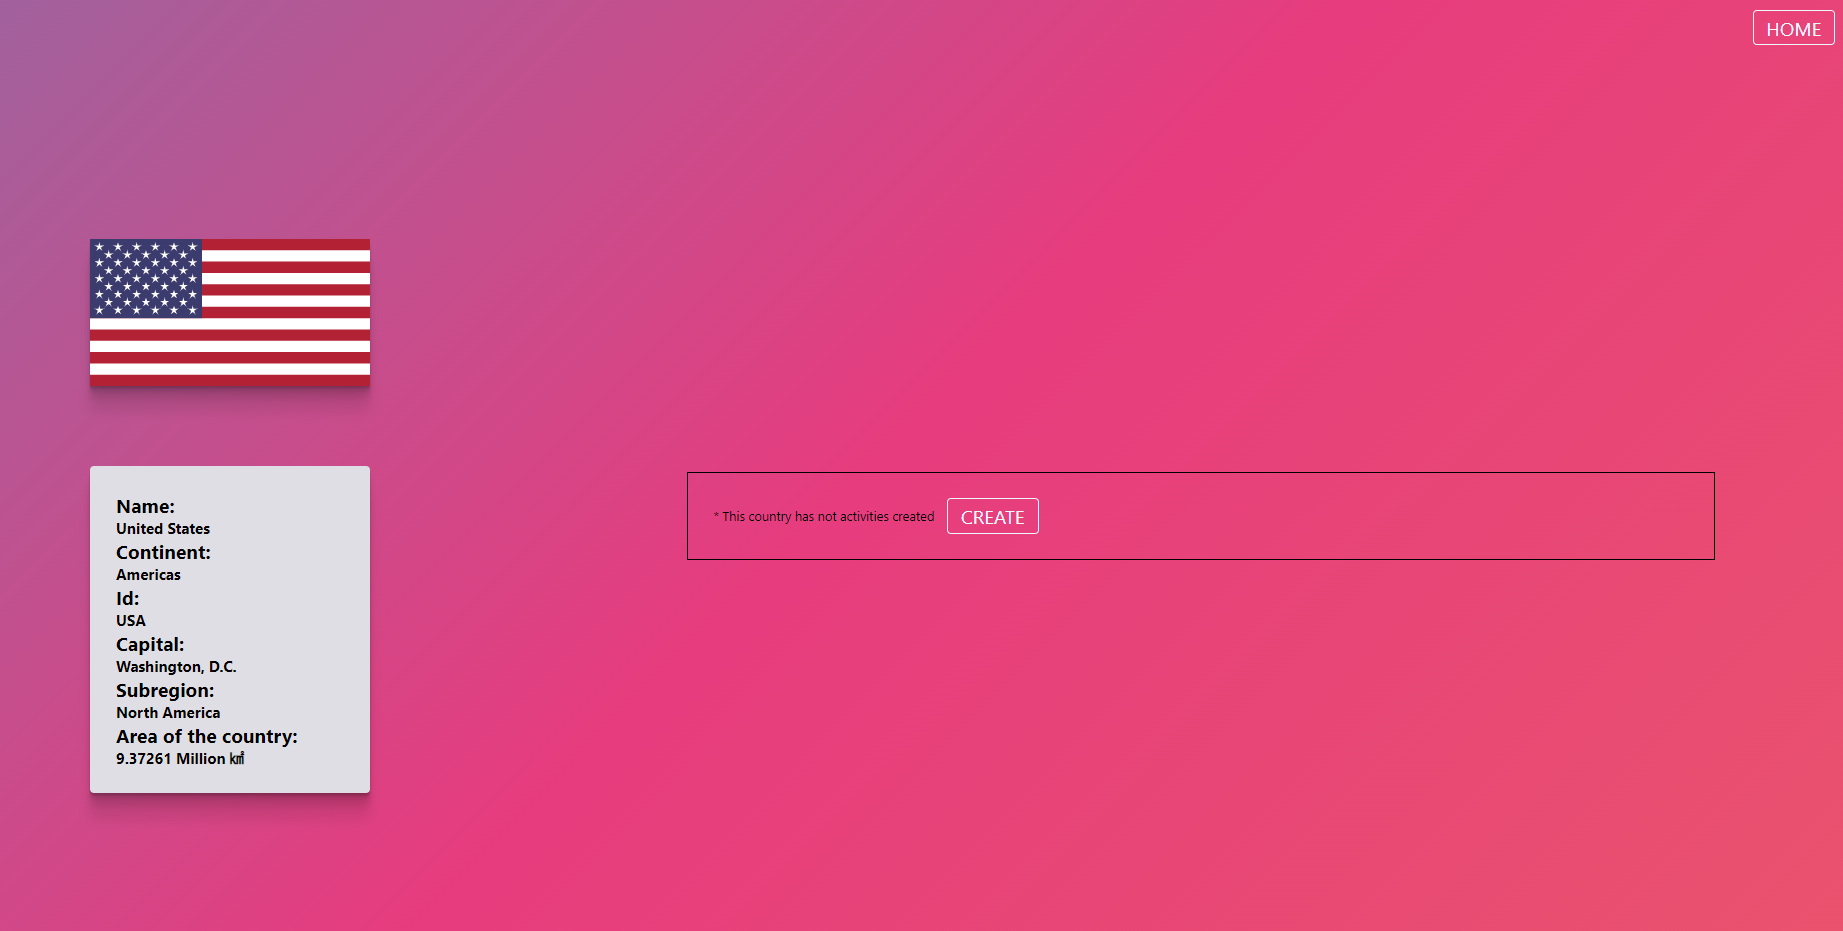 HOME
Name:
United States
Continent:
Americas
Id:
USA
Capital:
Washington, D.C.
Subregion:
North America
Area of the country:
9.37261 Million ㎢
* This country has not activities created CREATE